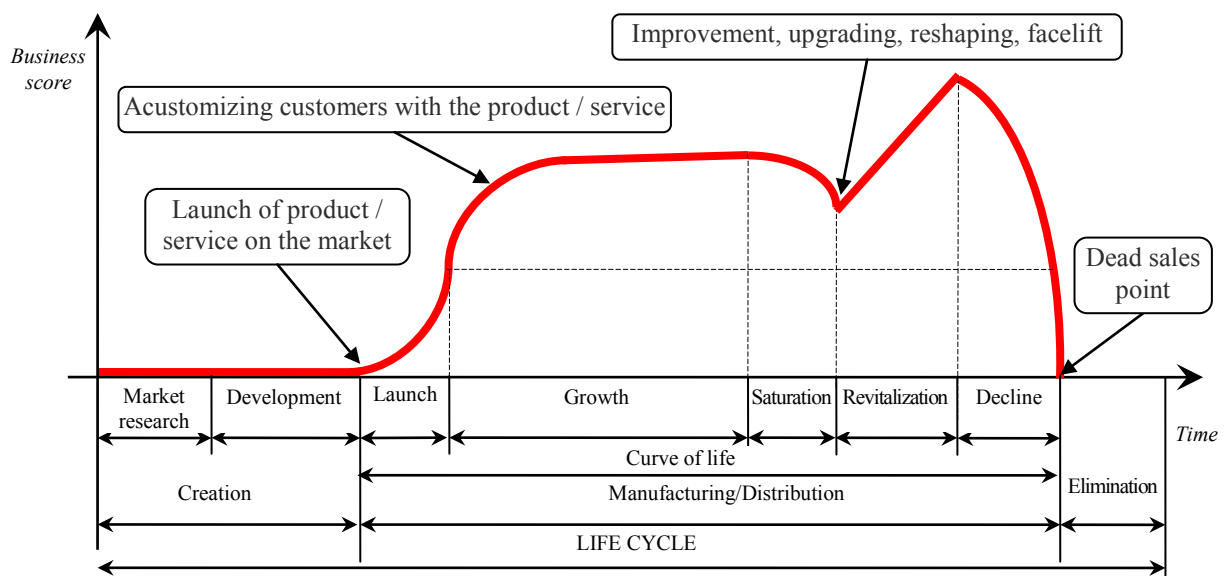 Business
score
Improvement, upgrading, reshaping, facelift
Acustomizing customers with the product / service
Launch of product /
service on the market
Dead sales
point
Market
research
Development
Launch
Growth
Saturation
Revitalization
Decline
Time
Curve of life
Creation
Manufacturing/Distribution
Elimination
LIFE CYCLE